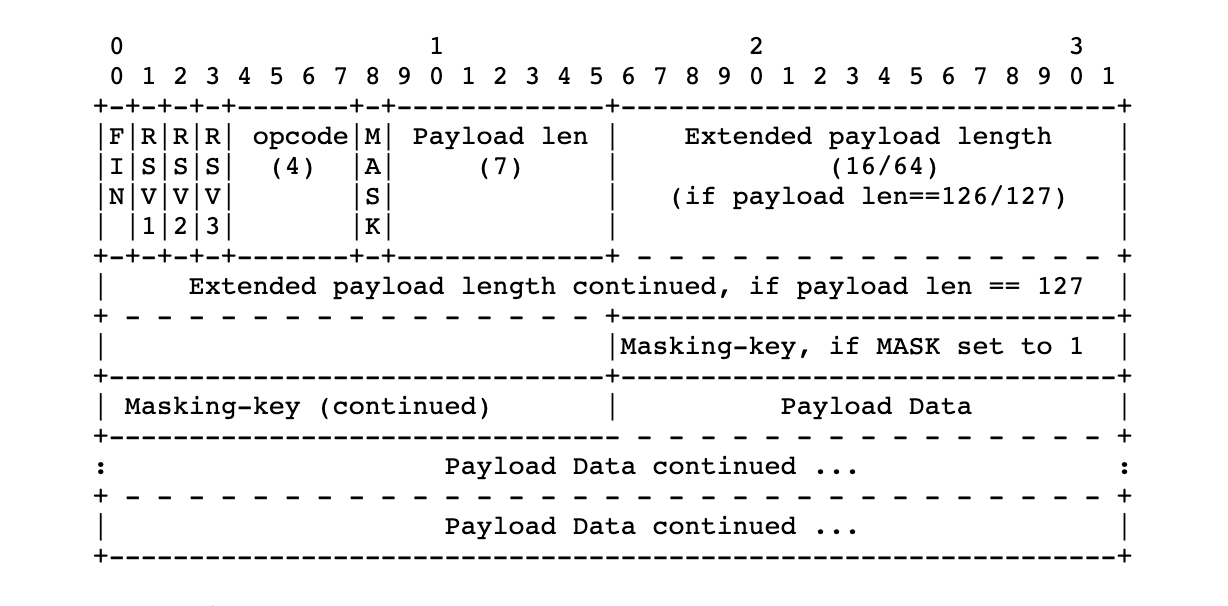 0                   1                   2                   3
 0 1 2 3 4 5 6 7 8 9 0 1 2 3 4 5 6 7 8 9 0 1 2 3 4 5 6 7 8 9 0 1
+-+-+-+-+-------+-+-------------+-------------------------------+
|F|R|R|R| opcode|M| Payload len |    Extended payload length    |
|I|S|S|S|  (4)  |A|     (7)     |             (16/64)           |
|N|V|V|V|       |S|             |   (if payload len==126/127)   |
| |1|2|3|       |K|             |                               |
+-+-+-+-+-------+-+-------------+ - - - - - - - - - - - - - - - +
|     Extended payload length continued, if payload len == 127  |
+ - - - - - - - - - - - - - - - +-------------------------------+
|                               |Masking-key, if MASK set to 1  |
+-------------------------------+-------------------------------+
| Masking-key (continued)       |          Payload Data         |
+-------------------------------- - - - - - - - - - - - - - - - +
:                     Payload Data continued ...                :
+ - - - - - - - - - - - - - - - - - - - - - - - - - - - - - - - +
|                     Payload Data continued ...                |
+---------------------------------------------------------------+